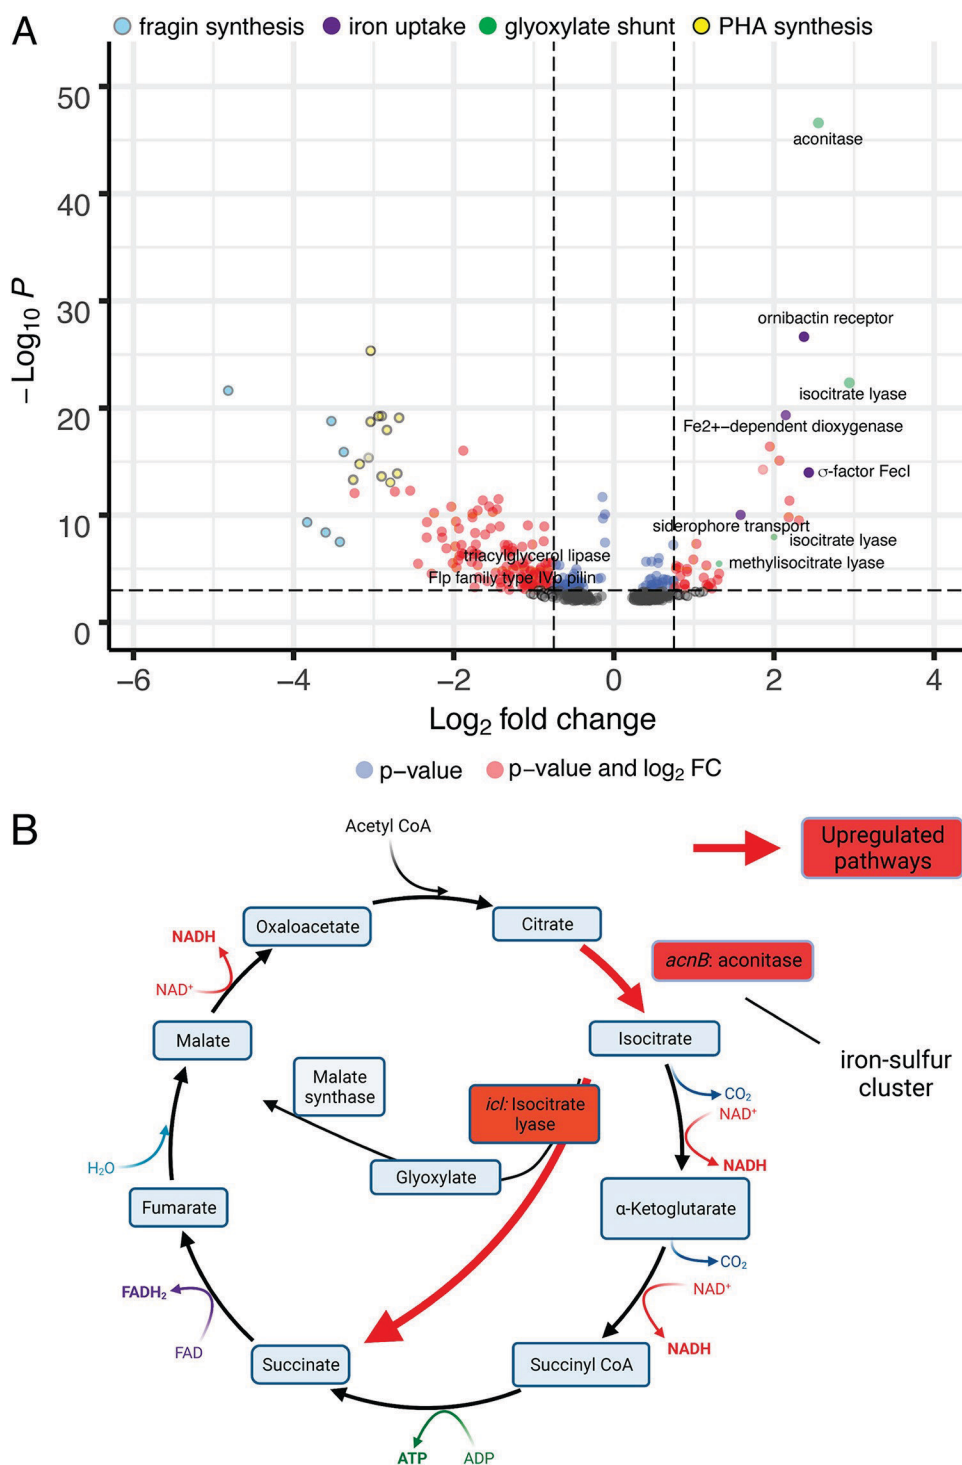 A
fragin synthesis
iron uptake
glyoxylate shunt
PHA synthesis
50
40
30
20
10
0
−Log10 P
aconitase
ornibactin receptor
isocitrate lyase
Fe2+−dependent dioxygenase
σ-factor FecI
siderophore transport
isocitrate lyase
triacylglycerol lipase
methylisocitrate lyase
Flp family type IVb pilin
−6
−4
−2
0
2
4
Log2 fold change
p−value
p−value and log2 FC
B
Acetyl CoA
Upregulated
pathways
Oxaloacetate
Citrate
NADH
NAD+
acnB: aconitase
Malate
Isocitrate
iron-sulfur
cluster
Malate
synthase
icl: Isocitrate
lyase
CO2
NAD+
NADH
H2O
Glyoxylate
Fumarate
α-Ketoglutarate
CO2
NAD+
NADH
FADH2
FAD
Succinate
Succinyl CoA
ATP
ADP